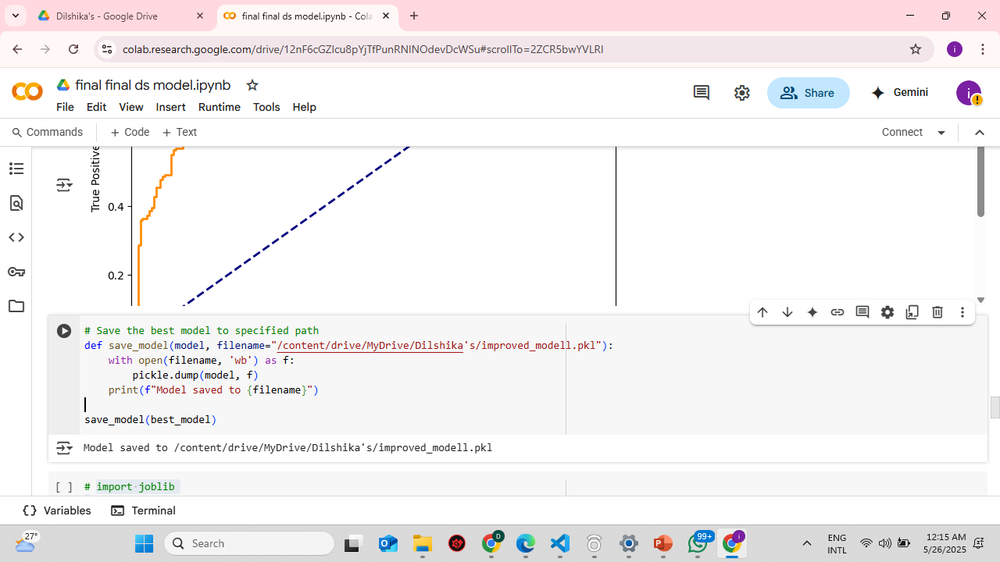 Dilshika's - Google Drive
final final ds model.ipynb - Cola
colab.research.google.com/drive/12nF6cGZIcu8pYjTfPunRNINOdevDcWSu#scrollTo=2ZCR5bwYVLRI
i
final final ds model.ipynb
File Edit View Insert Runtime Tools Help
Share
Gemini
i
Commands
+ Code + Text
Connect
True Positive
0.4
0.2
# Save the best model to specified path
def save_model(model, filename="/content/drive/MyDrive/Dilshika's/improved_modell.pkl"):
with open(filename, 'wb') as f:
pickle.dump(model, f)
print(f"Model saved to {filename}")
save_model(best_model)
Model saved to /content/drive/MyDrive/Dilshika's/improved_modell.pkl
[ ] # import joblib
Variables
Terminal
27°
Search
D
99+
i
ENG
INTL
12:15 AM
5/26/2025